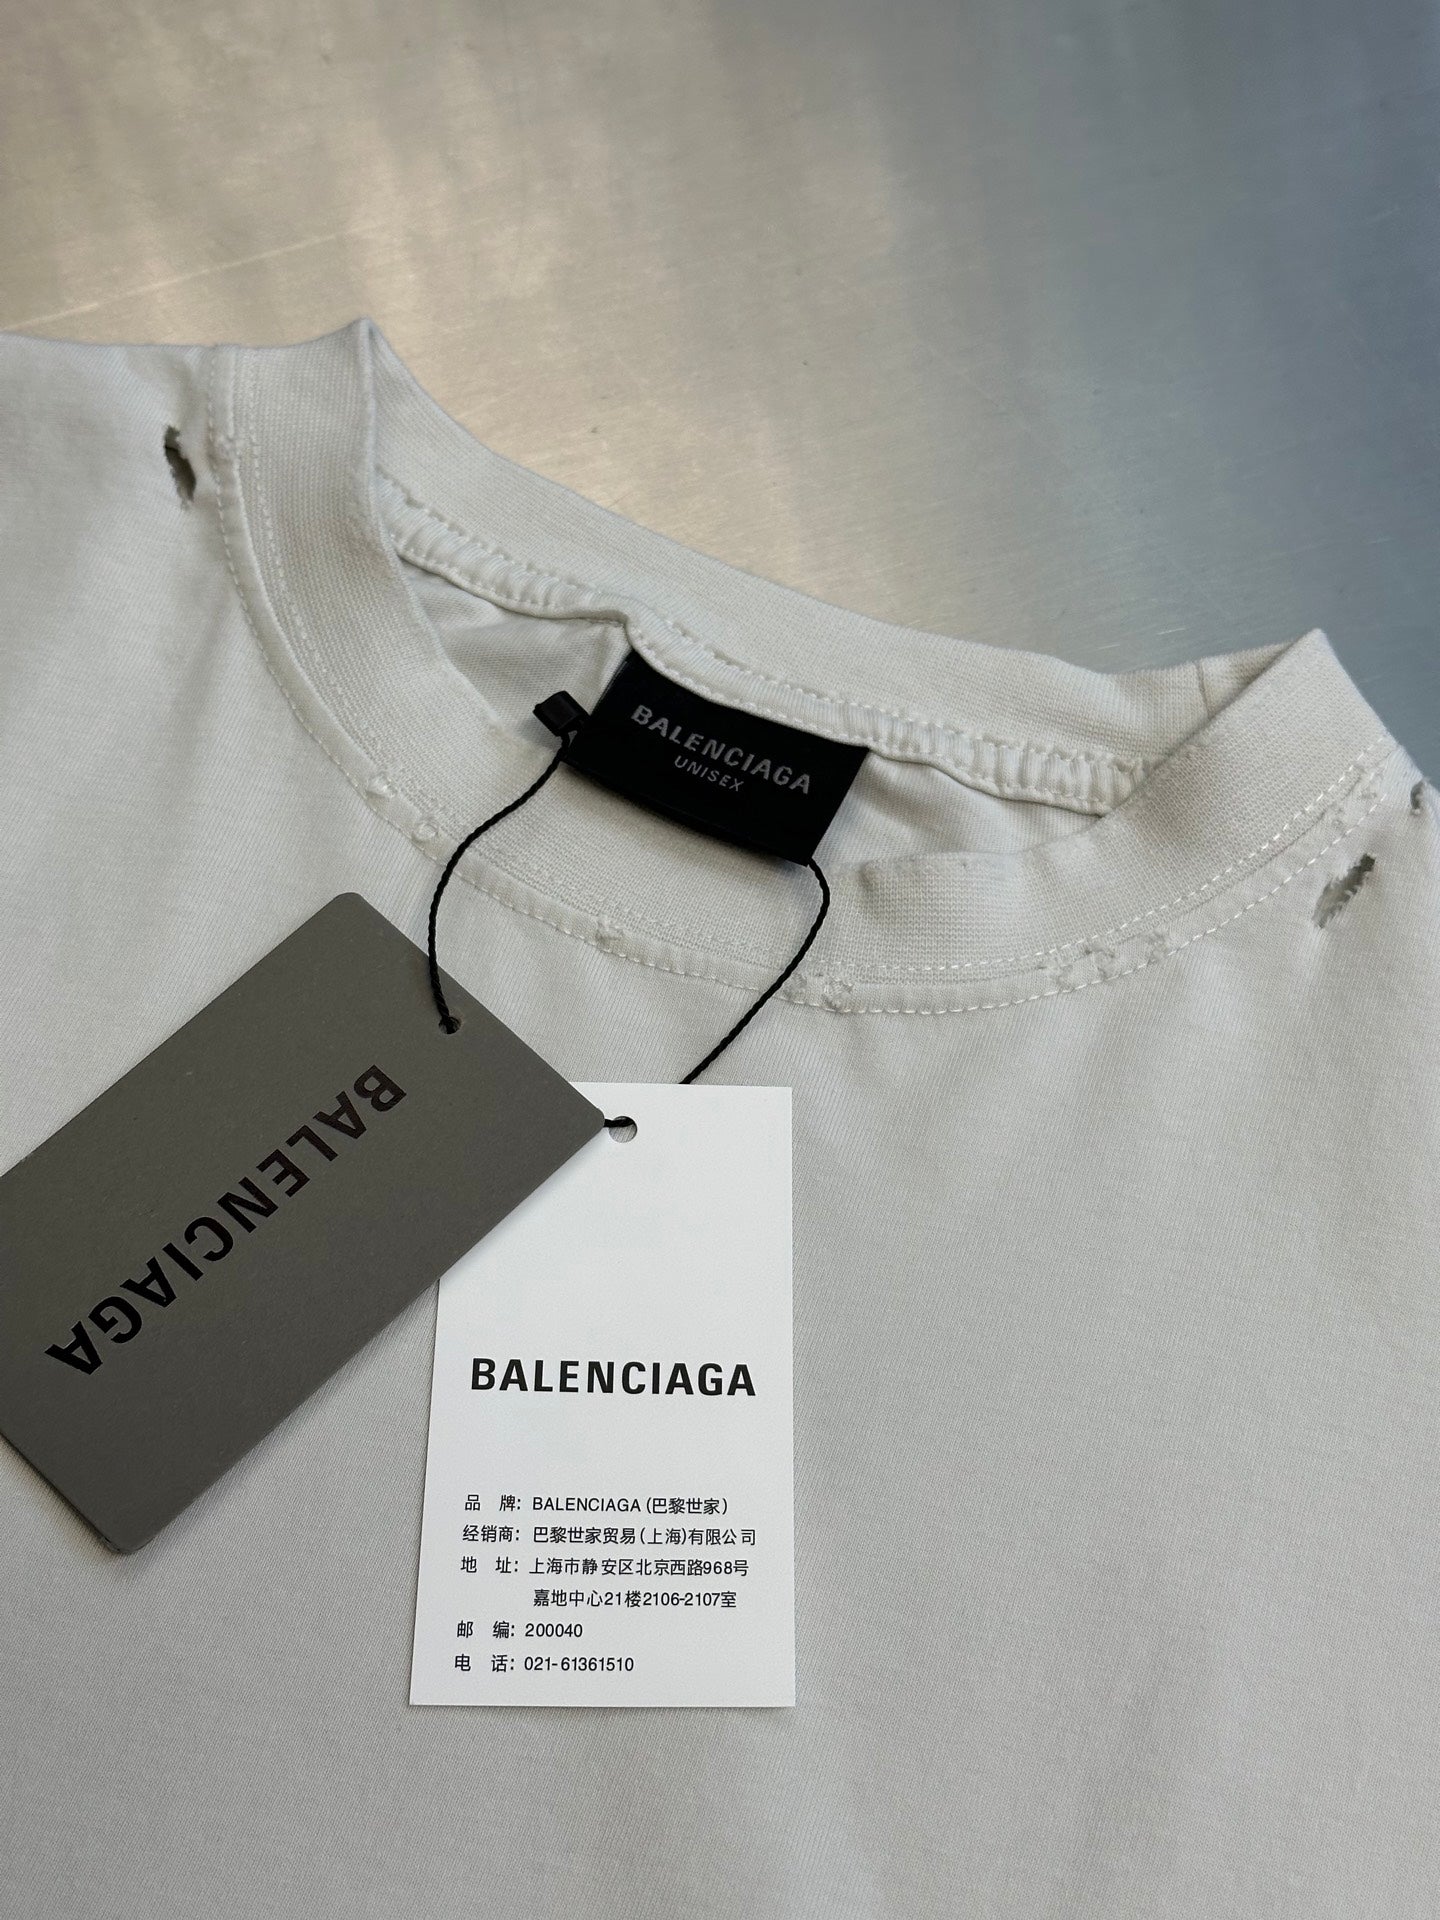 BALENCIAGA
UNISEX
BALENCIAGA
BALENCIAGA
品 牌: BALENCIAGA (巴黎世家)
经销商: 巴黎世家贸易(上海)有限公司
地 址: 上海市静安区北京西路968号
嘉地中心21楼2106-2107室
邮 编: 200040
电 话: 021-61361510